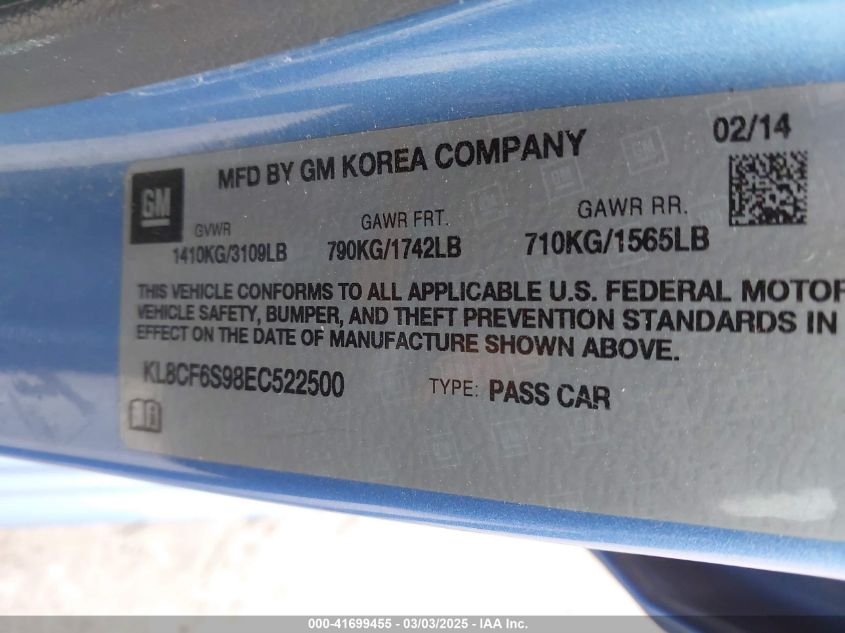 02/14
MFD BY GM KOREA COMPANY
GM
GVWR GAWR FRT. GAWR RR.
1410KG/3109LB 790KG/1742LB 710KG/1565LB
THIS VEHICLE CONFORMS TO ALL APPLICABLE U.S. FEDERAL MOTOR
VEHICLE SAFETY, BUMPER, AND THEFT PREVENTION STANDARDS IN
EFFECT ON THE DATE OF MANUFACTURE SHOWN ABOVE.
KL8CF6S98EC522500 TYPE: PASS CAR
000-41699455 - 03/03/2025 - IAA Inc.